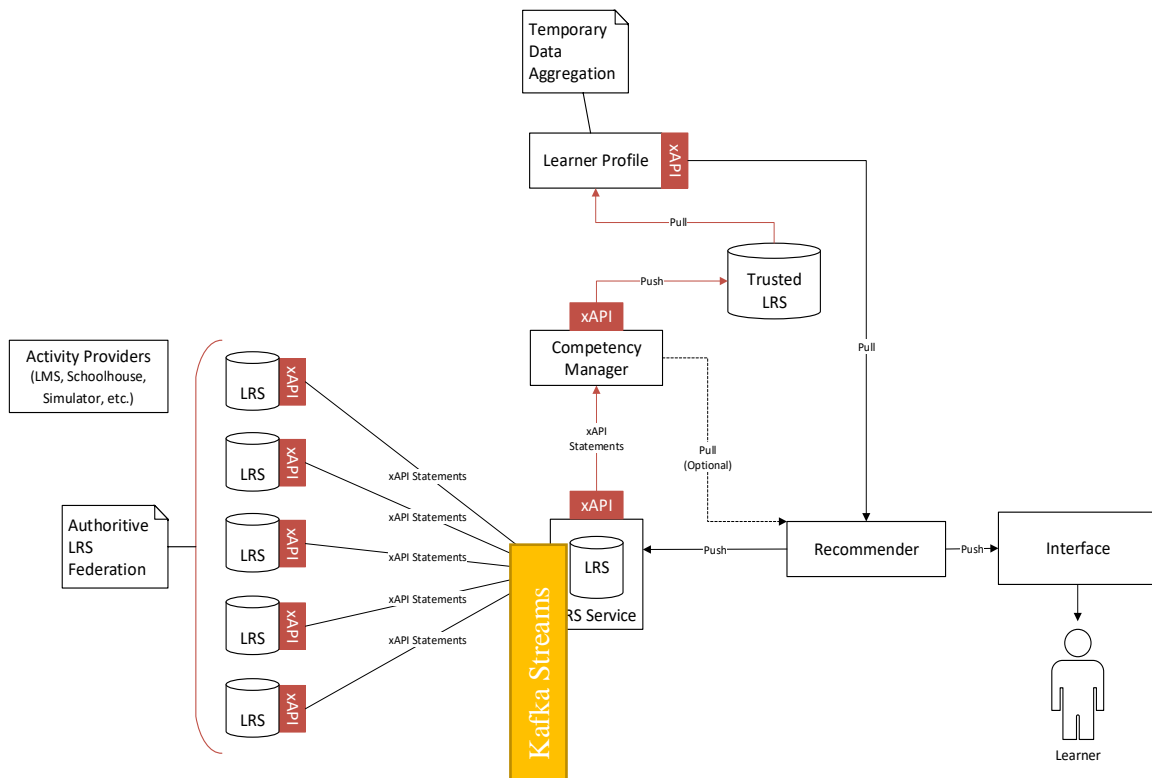 Temporary
Data
Aggregation
Learner Profile
xAPI
Pull
Push
Trusted
LRS
xAPI
Competency
Manager
Pull
Activity Providers
(LMS, Schoolhouse,
Simulator, etc.)
LRS
xAPI
xAPI
Statements
Pull
(Optional)
LRS
xAPI
xAPI Statements
xAPI
Authoritive
LRS
Federation
LRS
xAPI
xAPI Statements
xAPI Statements
LRS
RS Service
Push
Recommender
Push
Interface
LRS
xAPI
xAPI Statements
xAPI Statements
Kafka Streams
LRS
xAPI
Learner